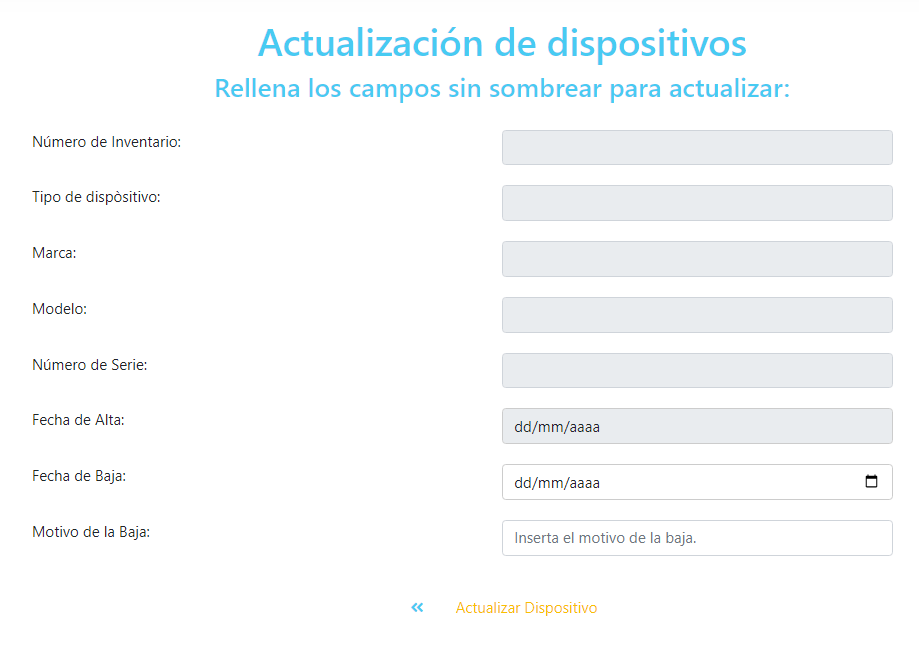 Actualización de dispositivos
Rellena los campos sin sombrear para actualizar:
Número de Inventario:
Tipo de dispòsitivo:
Marca:
Modelo:
Número de Serie:
Fecha de Alta: dd/mm/aaaa
Fecha de Baja: dd/mm/aaaa
Motivo de la Baja: Inserta el motivo de la baja.
« Actualizar Dispositivo